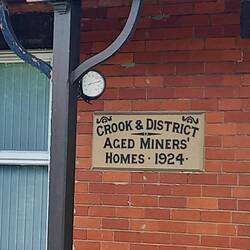 CROOK & DISTRICT
AGED MINERS'
HOMES · 1924 ·